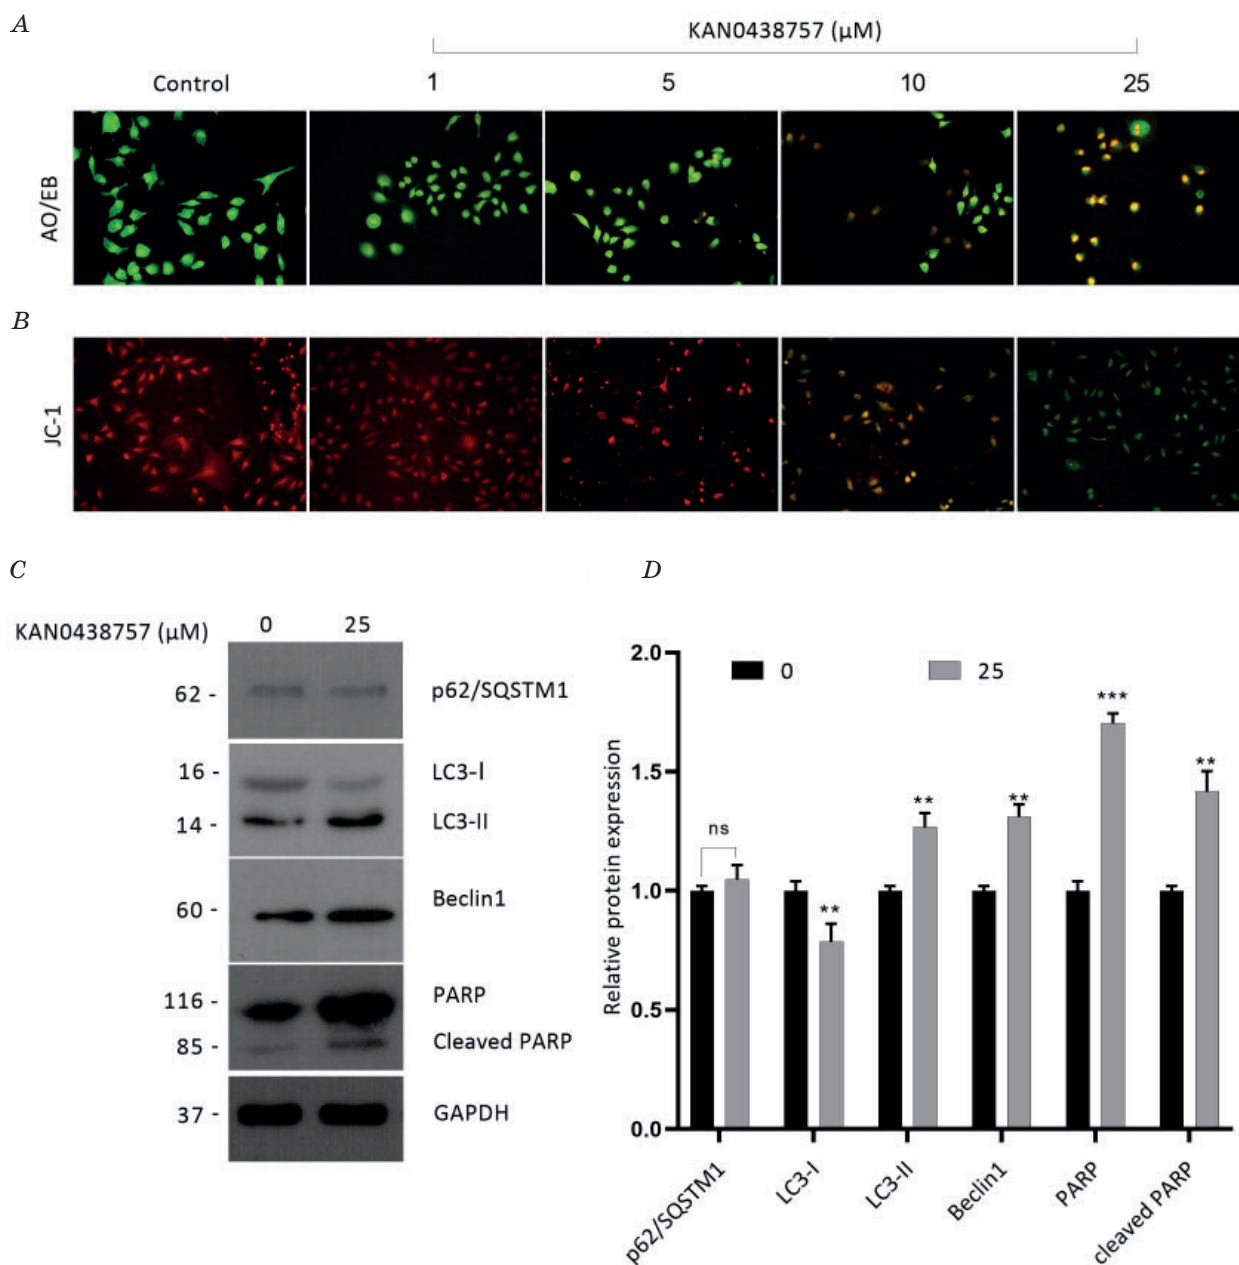 A
KAN0438757 (μM)
Control 1 5 10 25
AO/EB
B
JC-1
C
KAN0438757 (μM) 0 25
62 - p62/SQSTM1
16 - LC3-I
14 - LC3-II
60 - Beclin1
116 - PARP
85 - Cleaved PARP
37 - GAPDH
D
0 25
Relative protein expression
2.0
1.5
1.0
0.5
0.0
ns
**
**
**
***
**
p62/SQSTM1
LC3-I
LC3-II
Beclin1
PARP
cleaved PARP